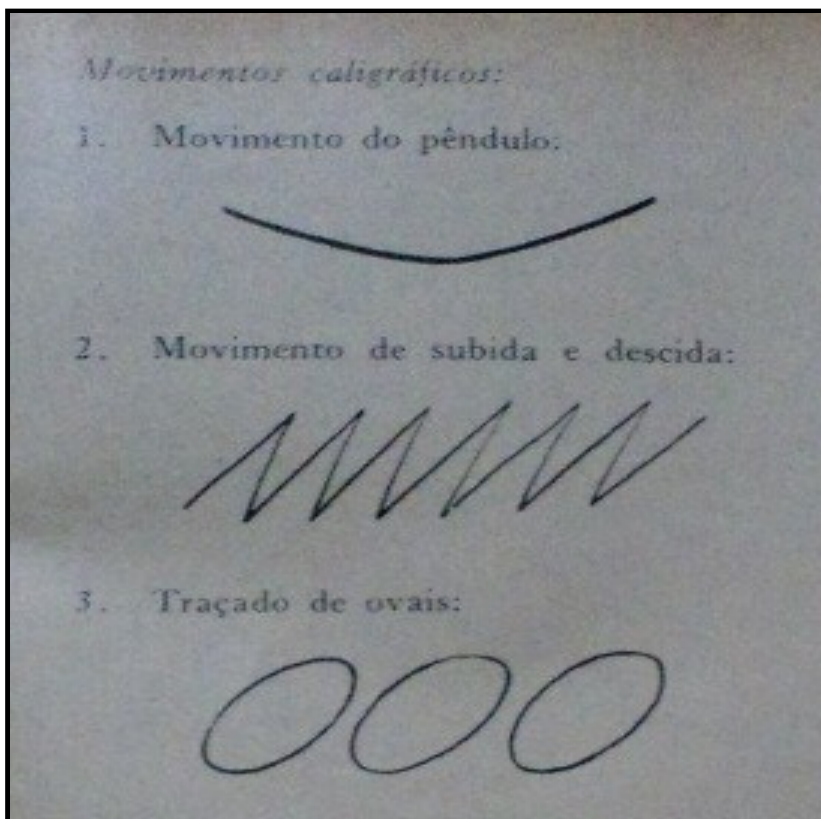 Movimentos caligráficos:
1. Movimento do pêndulo:
2. Movimento de subida e descida:
3. Traçado de ovais: